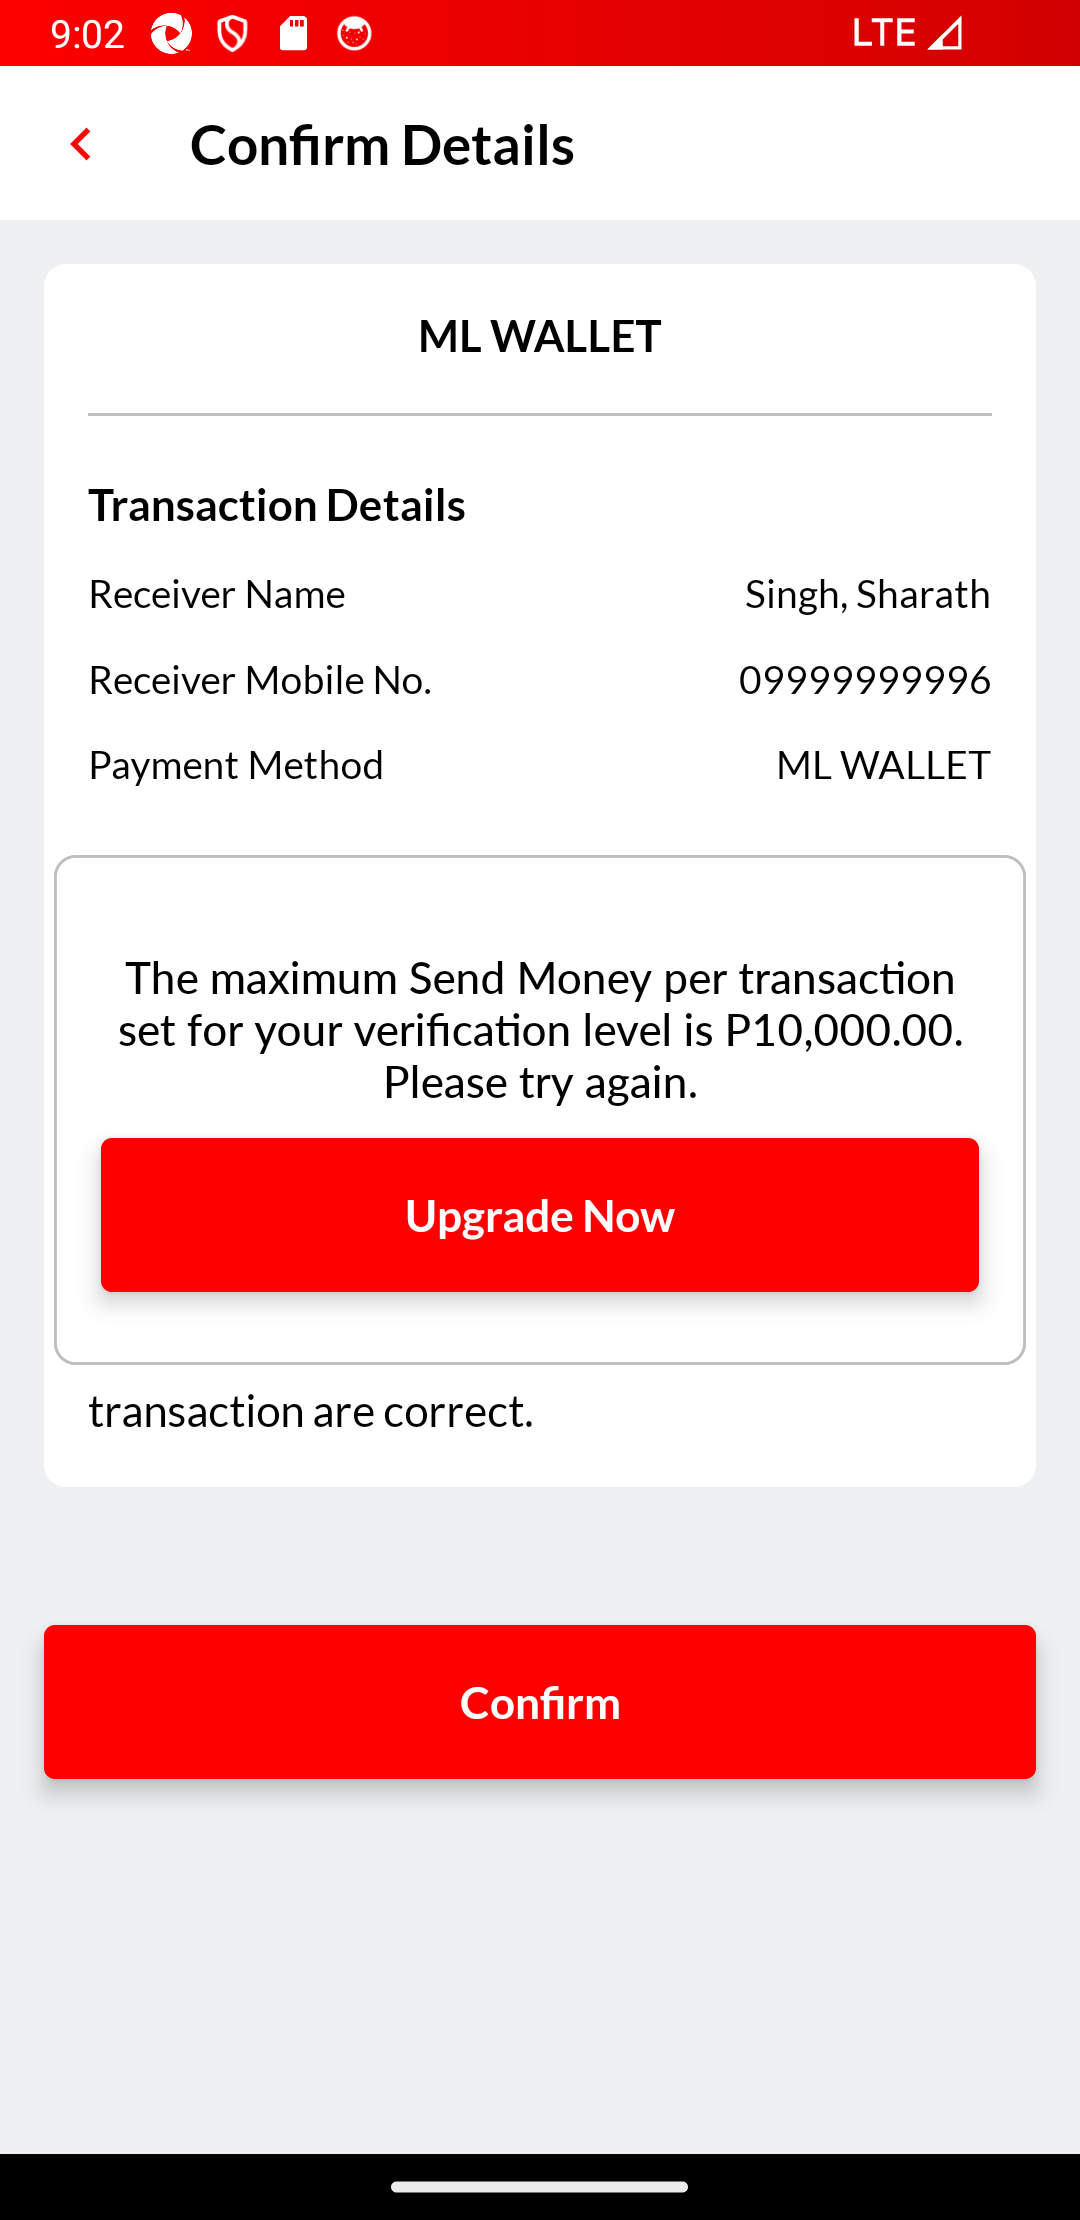 9:02 LTE
Confirm Details
ML WALLET
Transaction Details
Receiver Name Singh, Sharath
Receiver Mobile No. 09999999996
Payment Method ML WALLET
The maximum Send Money per transaction
set for your verification level is P10,000.00.
Please try again.
Upgrade Now
transaction are correct.
Confirm